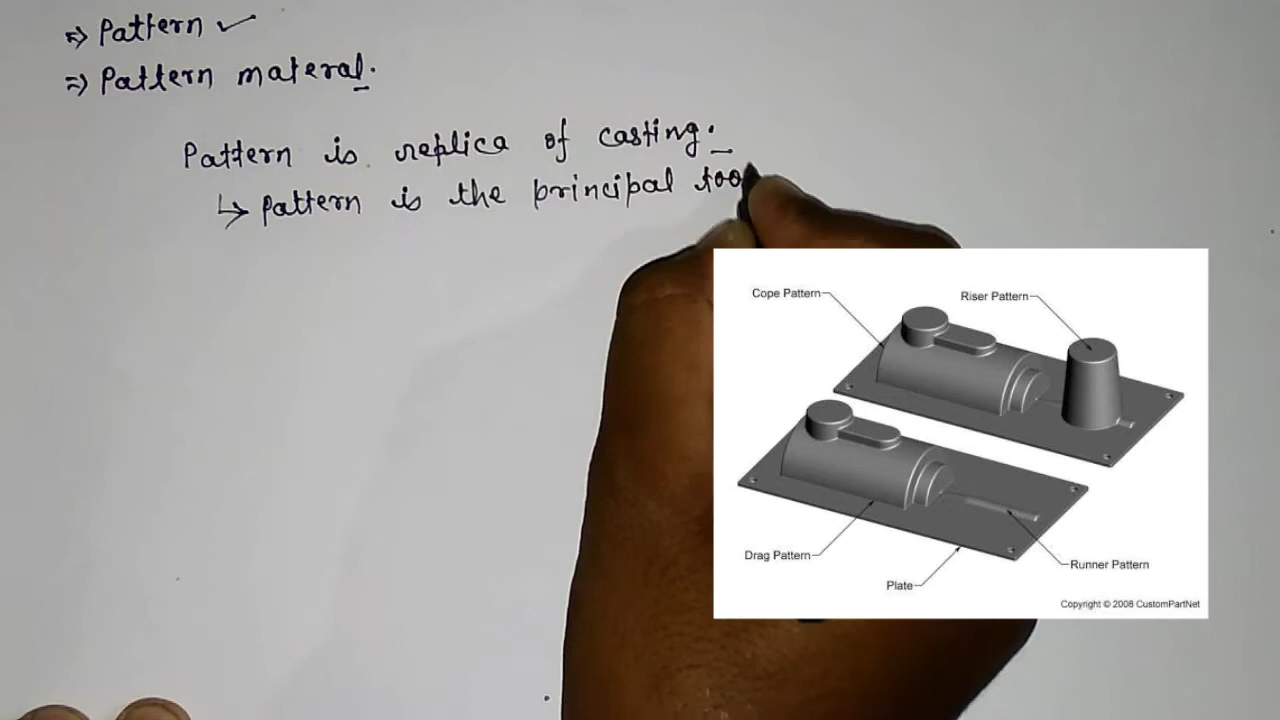 ⇒ Pattern ✓
⇒ Pattern materal.
Pattern is replica of casting.
↳ pattern is the principal too
Cope Pattern
Riser Pattern
Drag Pattern
Runner Pattern
Plate
Copyright © 2008 CustomPartNet